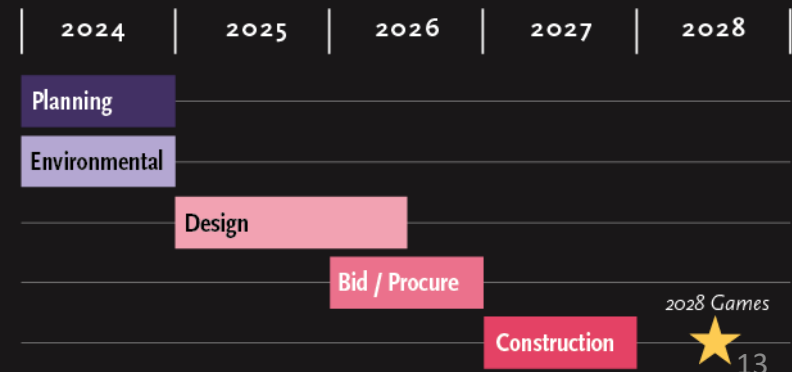 2024 2025 2026 2027 2028
Planning
Environmental
Design
Bid / Procure
2028 Games
Construction
13